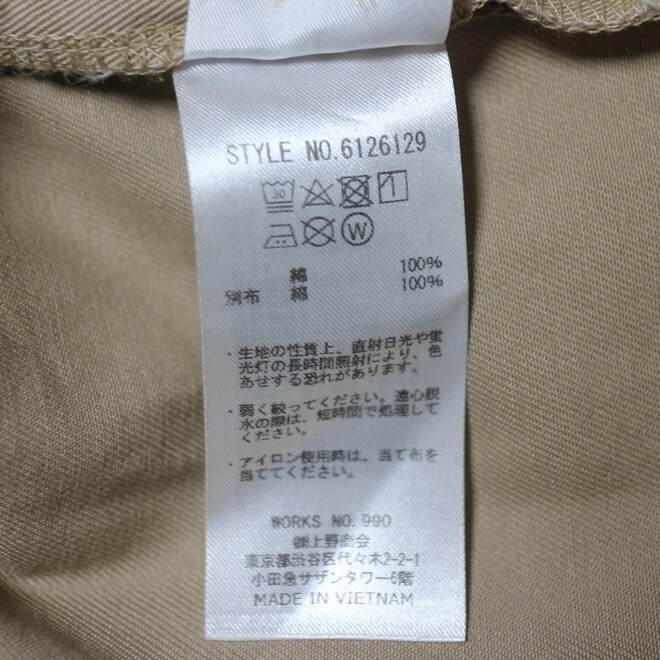 STYLE NO.6126129
30
W
綿 100%
別布 綿 100%
・生地の性質上、直射日光や蛍
光灯の長時間照射により、色
あせする恐れがあります。
・弱く絞ってください。遠心脱
水の際は、短時間で処理して
ください。
・アイロン使用時は、当て布を
当ててください。
WORKS NO. 990
㈱上野商会
東京都渋谷区代々木2-2-1
小田急サザンタワー6階
MADE IN VIETNAM